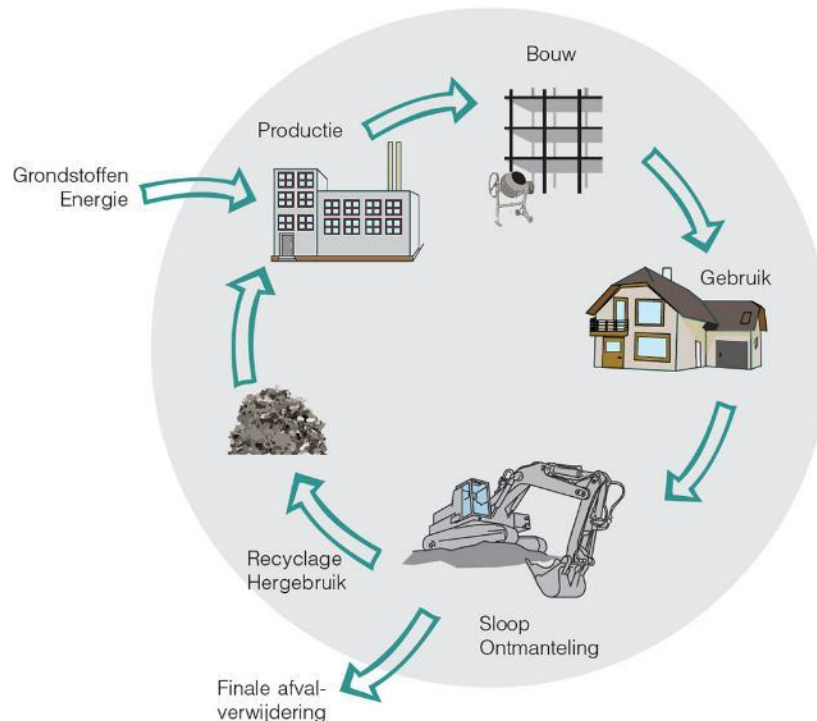 Bouw
Productie
Grondstoffen
Energie
Gebruik
Recyclage
Hergebruik
Sloop
Ontmanteling
Finale afval-
verwijdering